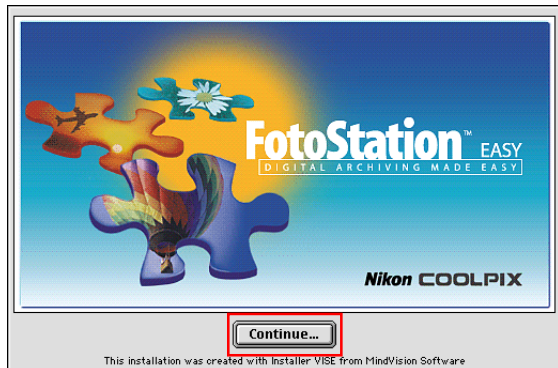 FotoStation™ EASY
DIGITAL ARCHIVING MADE EASY
Nikon COOLPIX
Continue...
This installation was created with Installer VISE from MindVision Software